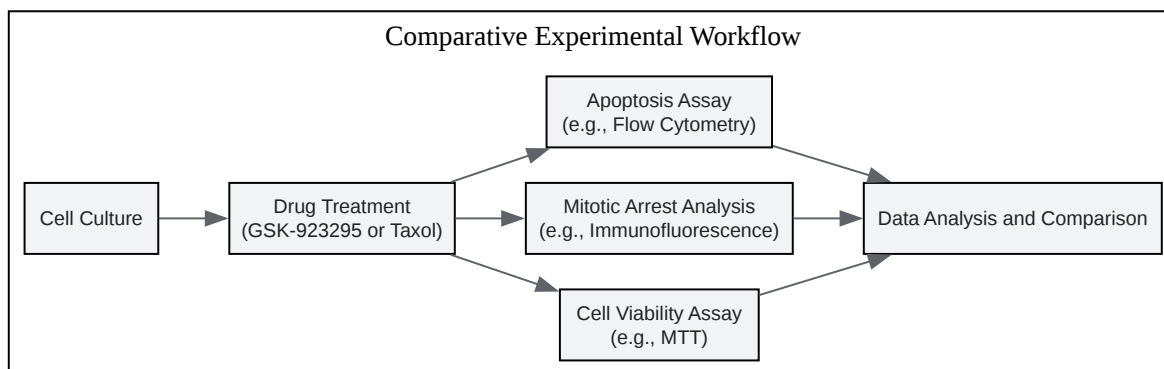 Comparative Experimental Workflow
Cell Culture
Drug Treatment
(GSK-923295 or Taxol)
Apoptosis Assay
(e.g., Flow Cytometry)
Mitotic Arrest Analysis
(e.g., Immunofluorescence)
Cell Viability Assay
(e.g., MTT)
Data Analysis and Comparison